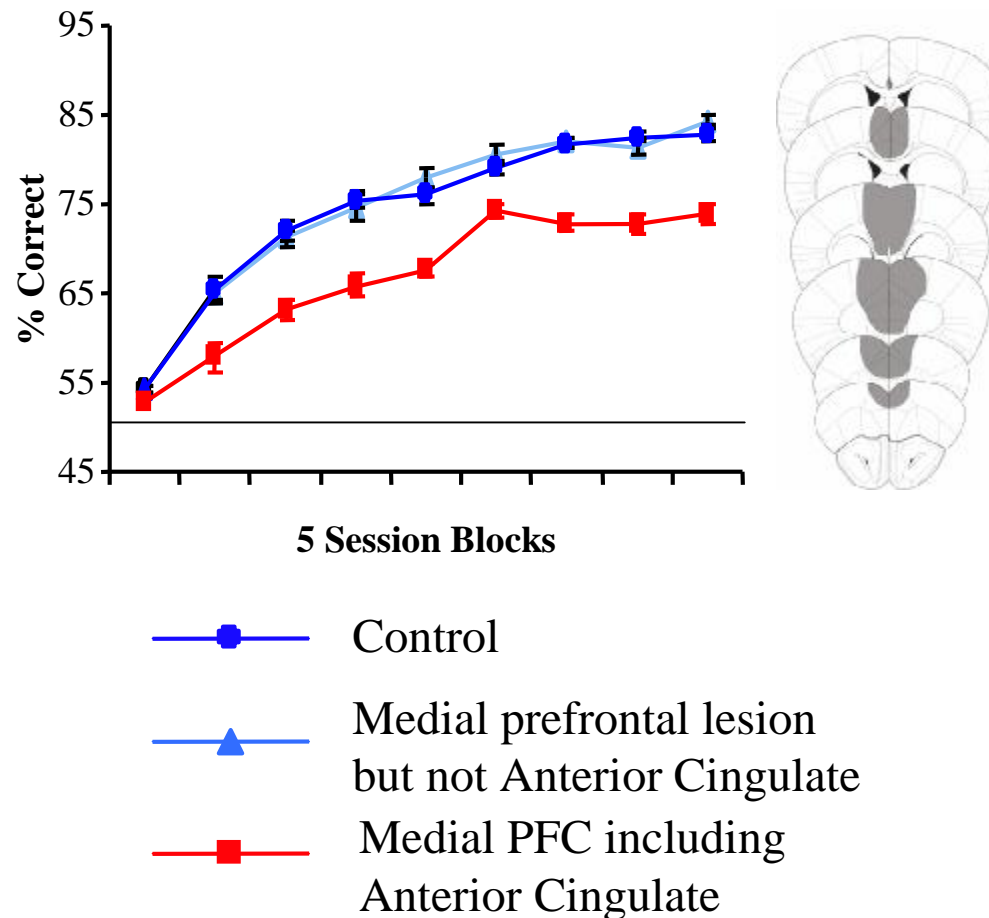 95
85
75
65
55
45
% Correct
5 Session Blocks
Control
Medial prefrontal lesion
but not Anterior Cingulate
Medial PFC including
Anterior Cingulate